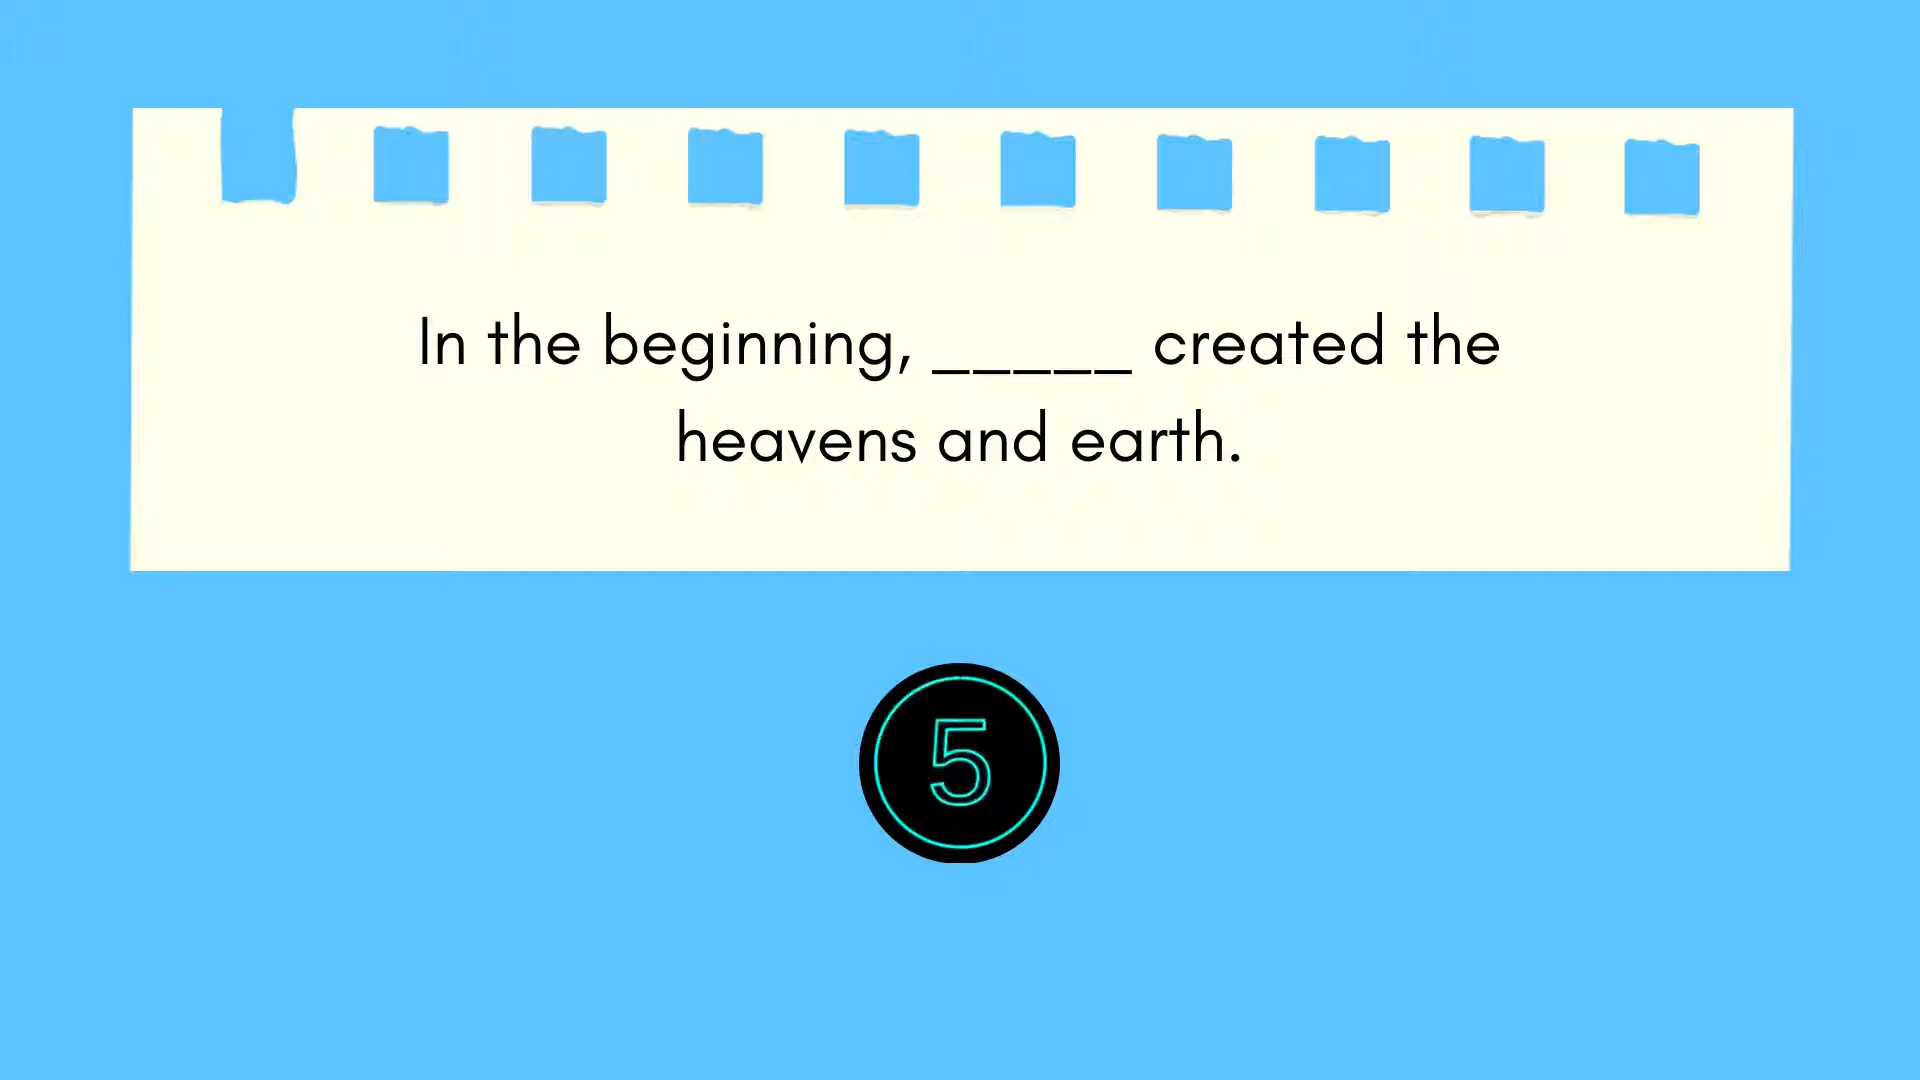 In the beginning, _____ created the
heavens and earth.
5